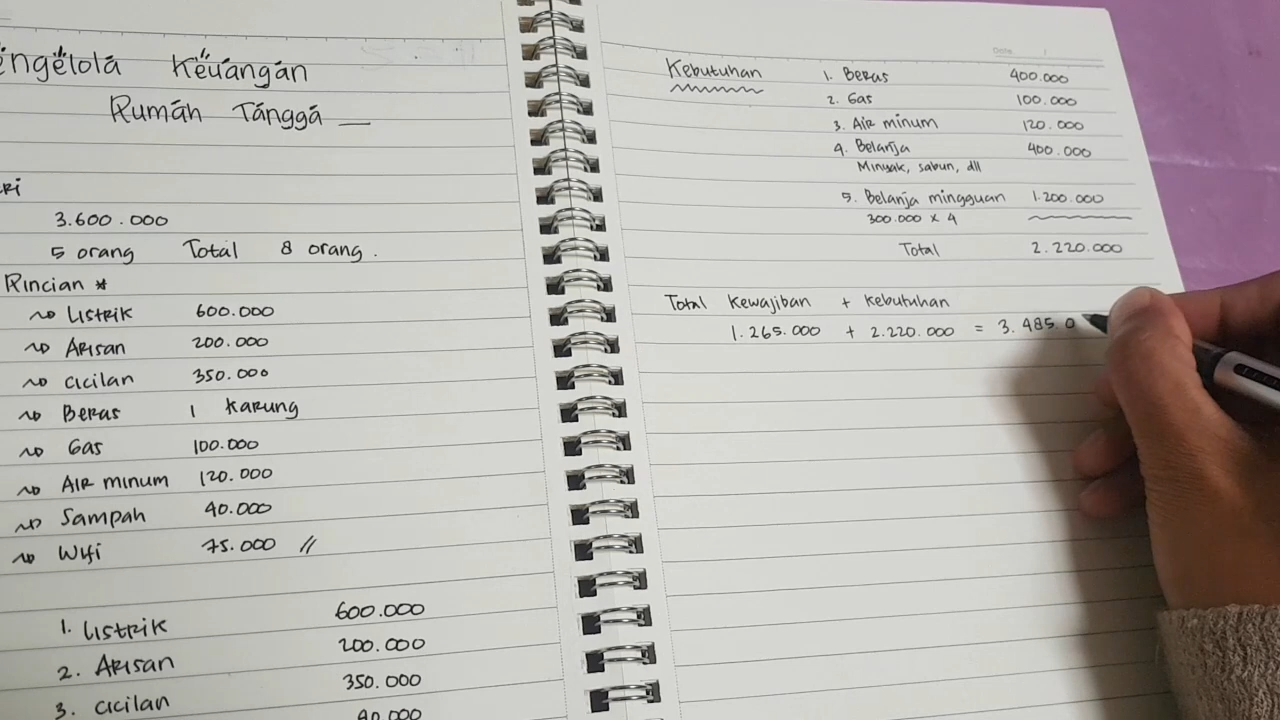 Keuangan
Rumah Tangga
3.600.000
5 orang Total 8 orang.
Rincian *
Listrik 600.000
Arisan 200.000
cicilan 350.000
Beras 1 Karung
Gas 100.000
Air minum 120.000
Sampah 40.000
Wifi 75.000 //
1. Listrik 600.000
2. Arisan 200.000
3. cicilan 350.000
Date
Kebutuhan 1. Beras 400.000
2. Gas 100.000
3. Air minum 120.000
4. Belanja 400.000
Minyak, sabun, dll
5. Belanja mingguan 1.200.000
300.000 x 4
Total 2.220.000
Total Kewajiban + Kebutuhan
1.265.000 + 2.220.000 = 3.485.0